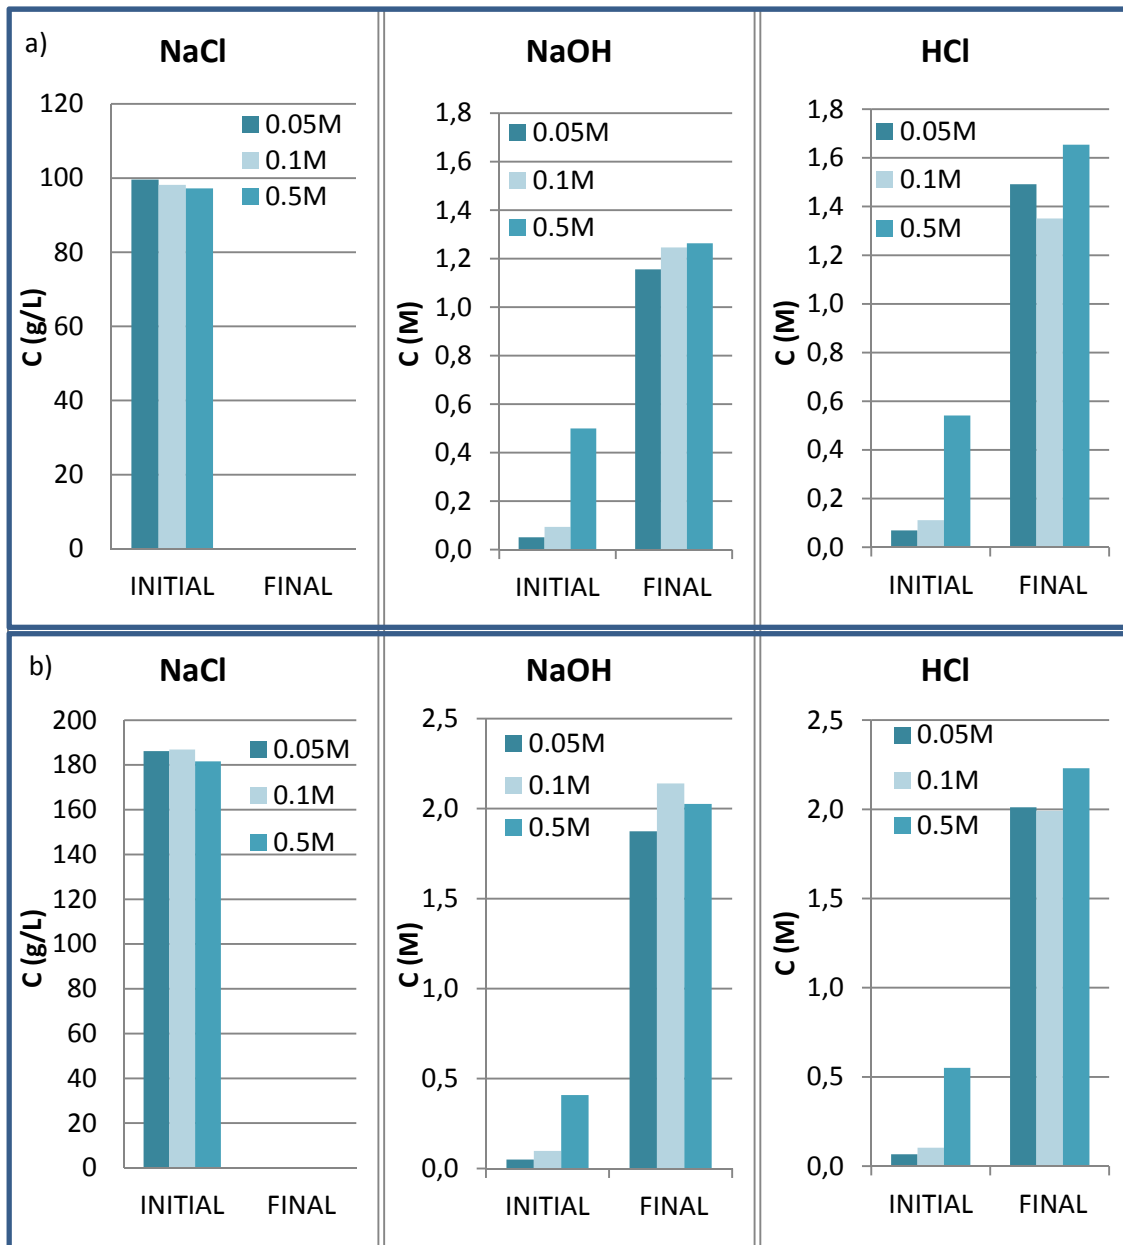 a)
NaCl
120
100
80
60
40
20
0
C (g/L)
0.05M
0.1M
0.5M
INITIAL FINAL
NaOH
1,8
1,6
1,4
1,2
1,0
0,8
0,6
0,4
0,2
0,0
C (M)
0.05M
0.1M
0.5M
INITIAL FINAL
HCl
1,8
1,6
1,4
1,2
1,0
0,8
0,6
0,4
0,2
0,0
C (M)
0.05M
0.1M
0.5M
INITIAL FINAL
b)
NaCl
200
180
160
140
120
100
80
60
40
20
0
C (g/L)
0.05M
0.1M
0.5M
INITIAL FINAL
NaOH
2,5
2,0
1,5
1,0
0,5
0,0
C (M)
0.05M
0.1M
0.5M
INITIAL FINAL
HCl
2,5
2,0
1,5
1,0
0,5
0,0
C (M)
0.05M
0.1M
0.5M
INITIAL FINAL